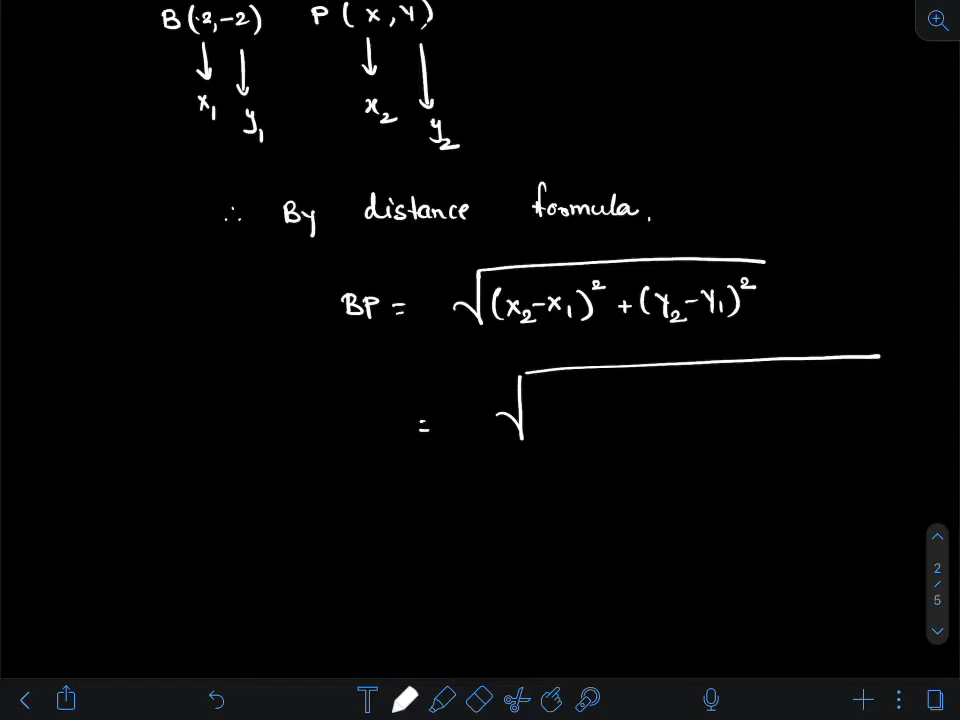 B(2,-2) P(x,y)
x₁ y₁ x₂ y₂
∴ By distance formula.
BP = √(x₂-x₁)² + (y₂-y₁)²
= √
2
/
5
T